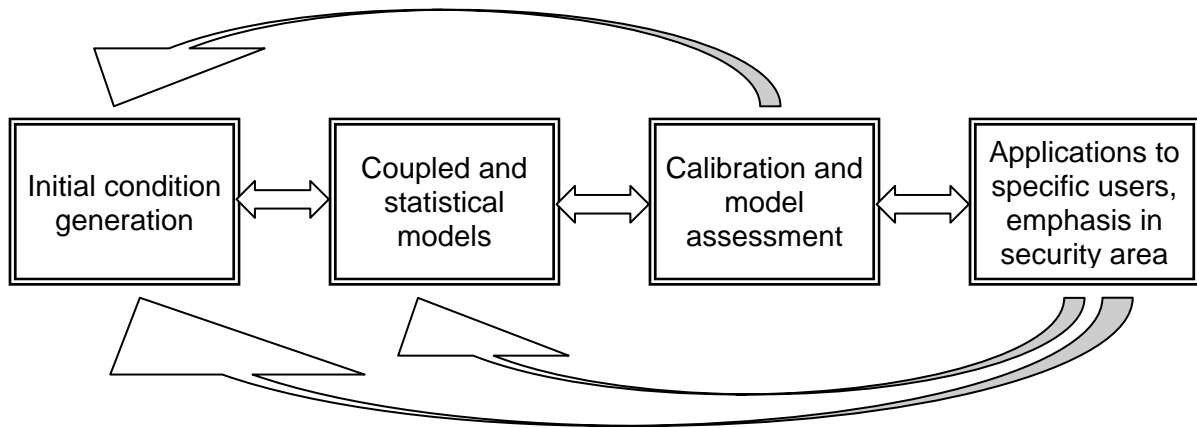 Initial condition
generation
Coupled and
statistical
models
Calibration and
model
assessment
Applications to
specific users,
emphasis in
security area